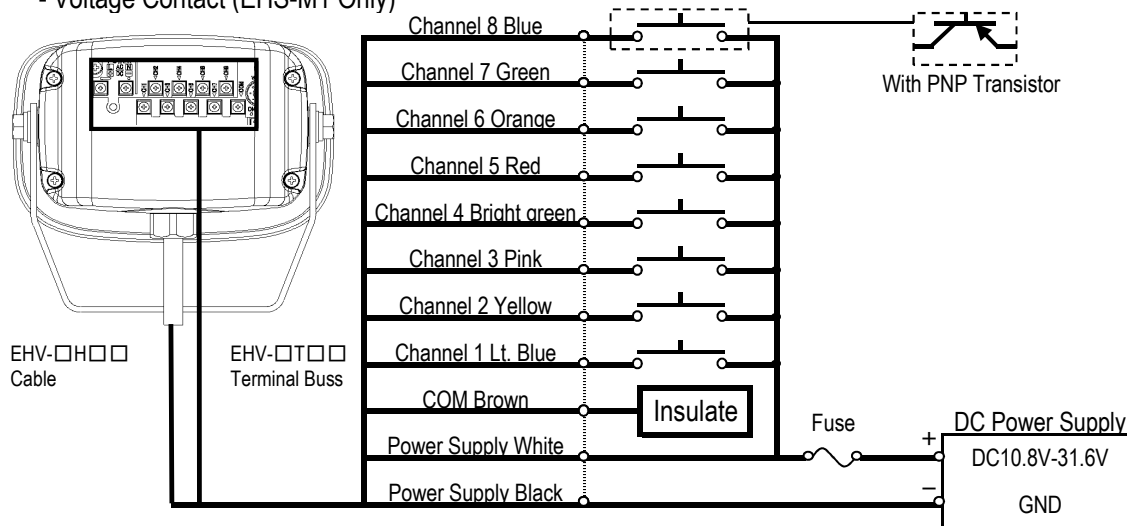 - Voltage Contact (EHS-M1 Only)
Channel 8 Blue
With PNP Transistor
Channel 7 Green
Channel 6 Orange
Channel 5 Red
Channel 4 Bright green
Channel 3 Pink
Channel 2 Yellow
Channel 1 Lt. Blue
EHV-□H□□
Cable
EHV-□T□□
Terminal Buss
COM Brown
Insulate
Power Supply White
Fuse
+
DC Power Supply
DC10.8V-31.6V
Power Supply Black
–
GND